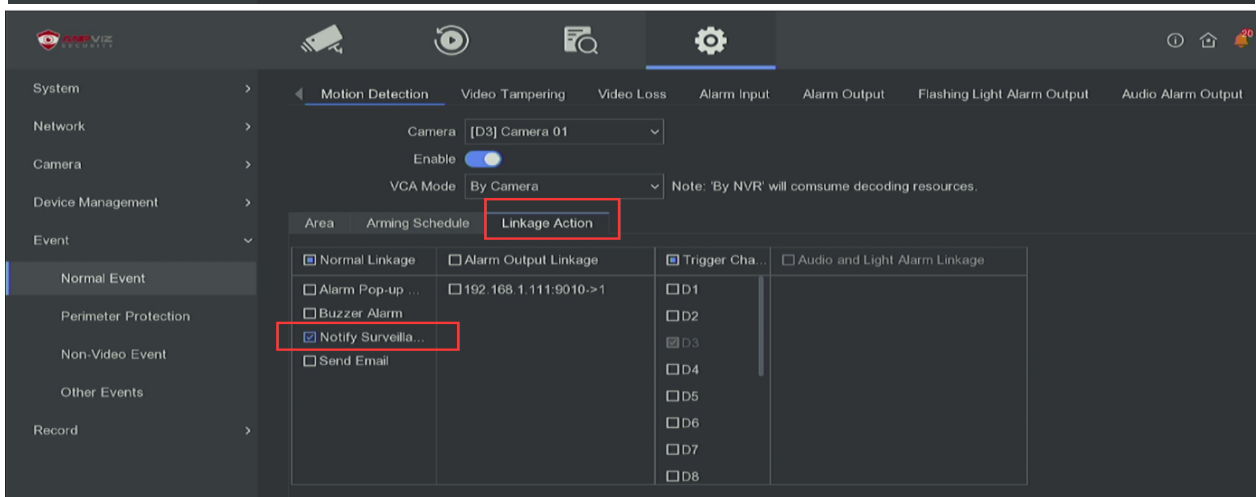 VIZ
SECURITY
20
System
Network
Camera
Device Management
Event
Normal Event
Perimeter Protection
Non-Video Event
Other Events
Record
Motion Detection Video Tampering Video Loss Alarm Input Alarm Output Flashing Light Alarm Output Audio Alarm Output
Camera [D3] Camera 01
Enable
VCA Mode By Camera Note: 'By NVR' will comsume decoding resources.
Area Arming Schedule Linkage Action
Normal Linkage Alarm Output Linkage Trigger Cha... Audio and Light Alarm Linkage
Alarm Pop-up ... 192.168.1.111:9010->1 D1
Buzzer Alarm D2
Notify Surveilla... D3
Send Email D4
D5
D6
D7
D8